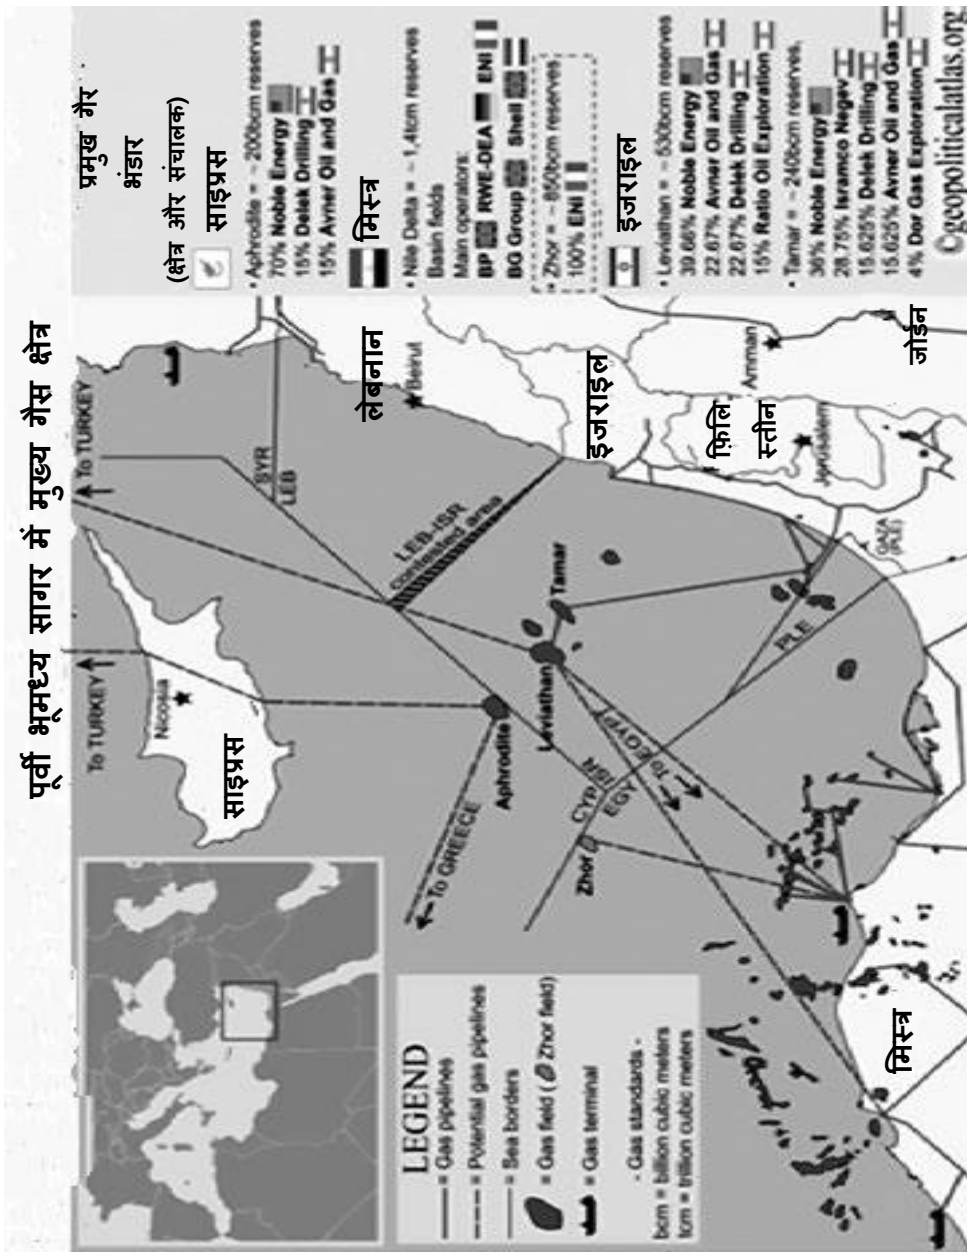 पूर्वी भूमध्य सागर में मुख्य गैस क्षेत्र
To TURKEY
To TURKEY
Nicosia
साइप्रस
To GREECE
Aphrodite
SYR
LEB
LEB-ISR
contested area
लेबनान
Beirut
Leviathan
Tamar
CYP
ISR
EGY
To EGYPT
Zhor
PLE
GAZA
(PLE)
इजराइल
फ़िलि
स्तीन
Jerusalem
Amman
जोर्डन
मिस्त्र
LEGEND
= Gas pipelines
= Potential gas pipelines
= Sea borders
= Gas field ( Zhor field)
= Gas terminal
- Gas standards -
bcm = billion cubic meters
tcm = trillion cubic meters
प्रमुख गैर
भंडार
(क्षेत्र और संचालक)
साइप्रस
• Aphrodite = ~ 200bcm reserves
70% Noble Energy
15% Delek Drilling
15% Avner Oil and Gas
मिस्त्र
• Nile Delta = ~1,4tcm reserves
Basin fields
Main operators:
BP RWE-DEA ENI
BG Group Shell
• Zhor = ~ 850bcm reserves
100% ENI
इजराइल
• Leviathan = ~ 530bcm reserves
39.66% Noble Energy
22.67% Avner Oil and Gas
22.67% Delek Drilling
15% Ratio Oil Exploration
• Tamar = ~240bcm reserves,
36% Noble Energy
28.75% Isramco Negev
15.625% Delek Drilling
15.625% Avner Oil and Gas
4% Dor Gas Exploration
©geopoliticalatlas.org